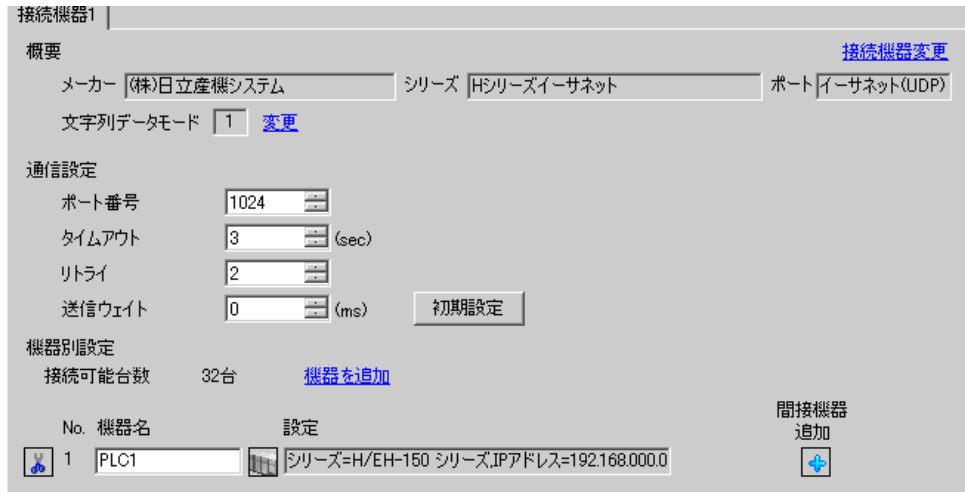 接続機器1
概要 接続機器変更
メーカー (株)日立産機システム シリーズ Hシリーズイーサネット ポート イーサネット(UDP)
文字列データモード 1 変更
通信設定
ポート番号 1024
タイムアウト 3 (sec)
リトライ 2
送信ウェイト 0 (ms) 初期設定
機器別設定
接続可能台数 32台 機器を追加
間接機器
No. 機器名 設定 追加
1 PLC1 シリーズ=H/EH-150 シリーズ,IPアドレス=192.168.000.0